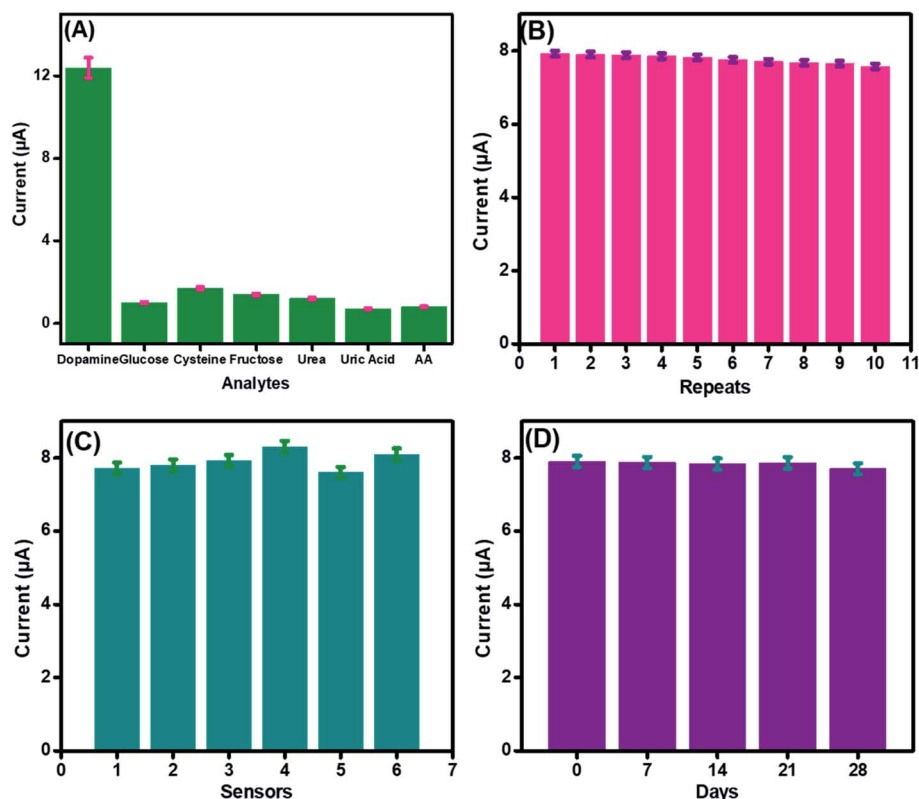 (A)
Current (µA)
12
8
4
0
Dopamine Glucose Cysteine Fructose Urea Uric Acid AA
Analytes
(B)
Current (µA)
8
6
4
2
0
0 1 2 3 4 5 6 7 8 9 10 11
Repeats
(C)
Current (µA)
8
6
4
2
0
0 1 2 3 4 5 6 7
Sensors
(D)
Current (µA)
8
6
4
2
0
0 7 14 21 28
Days